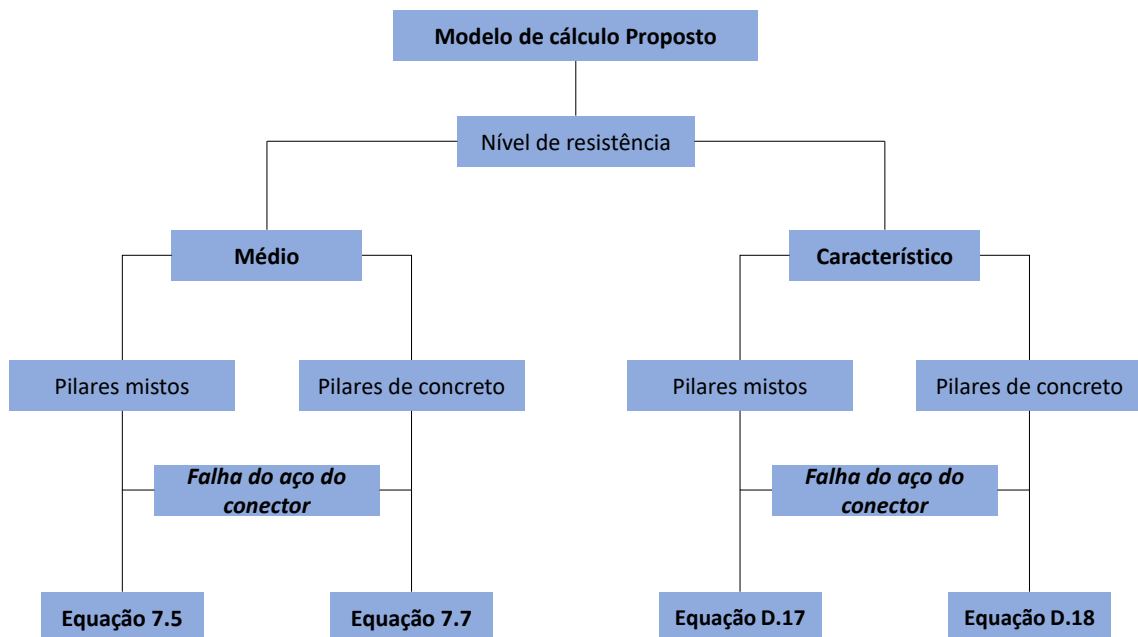 Modelo de cálculo Proposto
Nível de resistência
Médio
Característico
Pilares mistos
Pilares de concreto
Pilares mistos
Pilares de concreto
Falha do aço do
conector
Falha do aço do
conector
Equação 7.5
Equação 7.7
Equação D.17
Equação D.18